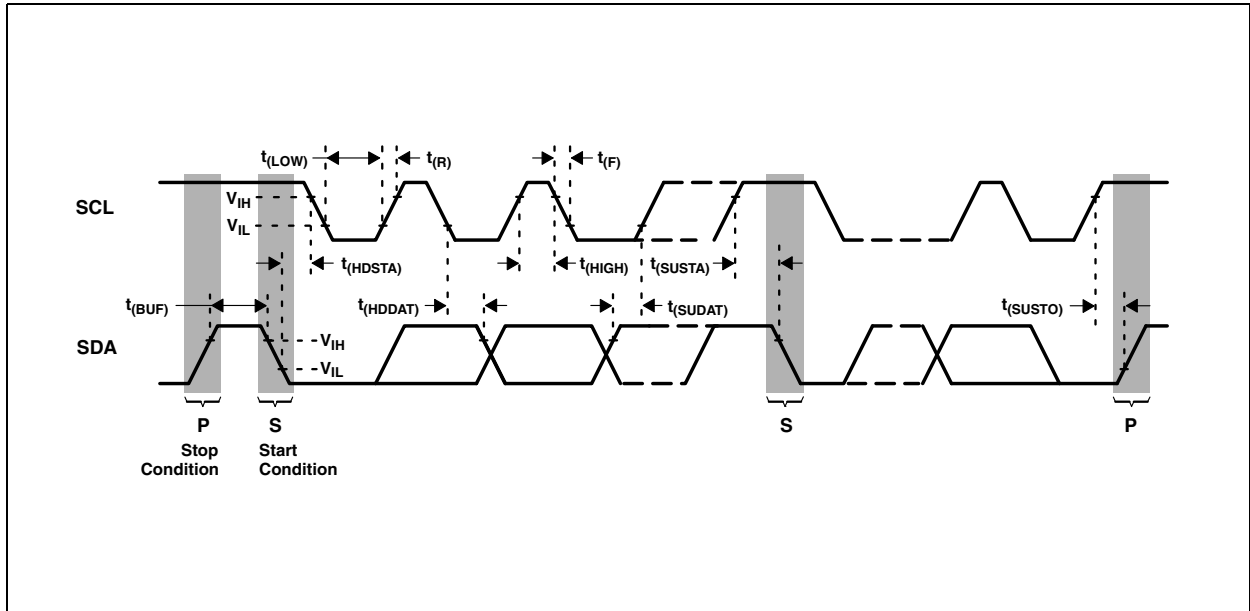 t(LOW)
t(R)
t(F)
SCL
VIH
VIL
t(HDSTA)
t(HIGH)
t(SUSTA)
t(BUF)
t(HDDAT)
t(SUDAT)
t(SUSTO)
SDA
VIH
VIL
P
S
S
P
Stop
Condition
Start
Condition